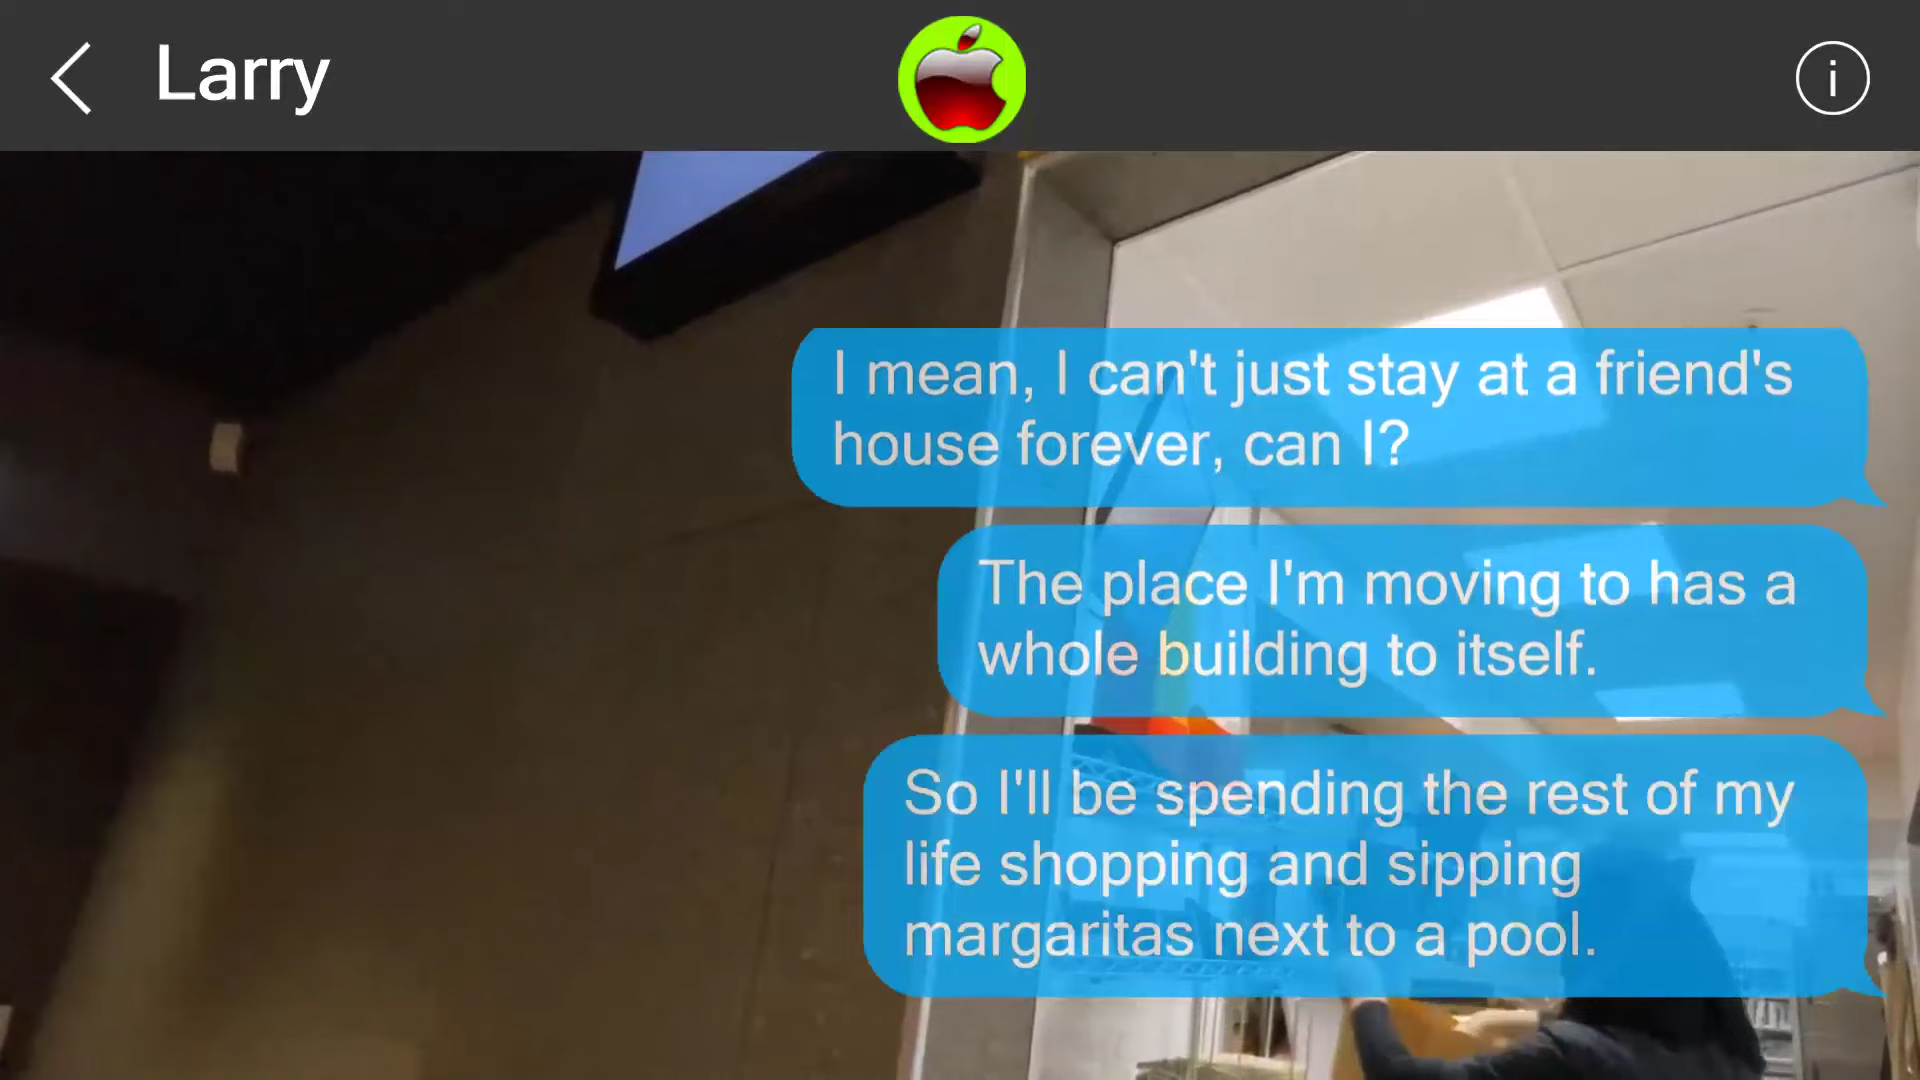 Larry
i
I mean, I can't just stay at a friend's
house forever, can I?
The place I'm moving to has a
whole building to itself.
So I'll be spending the rest of my
life shopping and sipping
margaritas next to a pool.